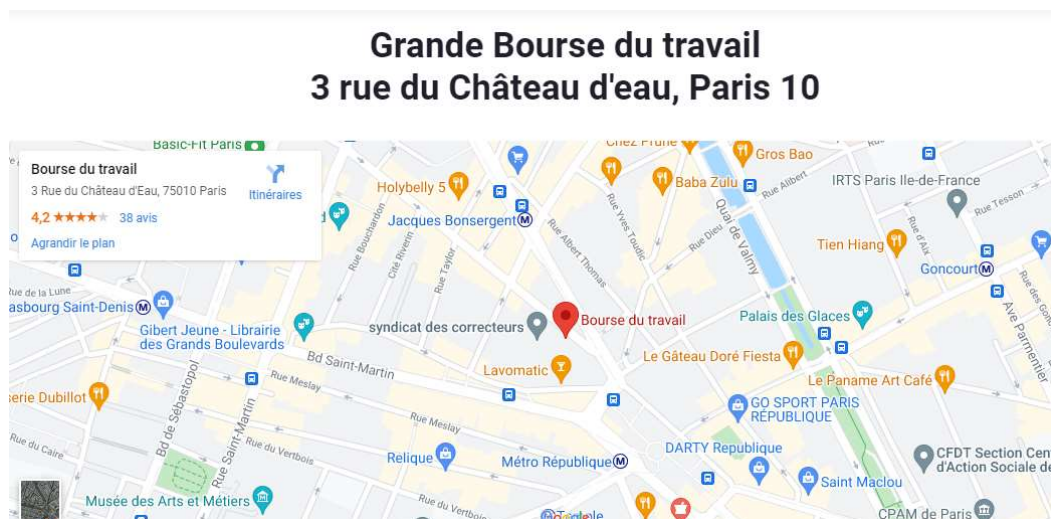 Grande Bourse du travail
3 rue du Château d'eau, Paris 10
Basic-Fit Paris
Bourse du travail
3 Rue du Château d'Eau, 75010 Paris
4,2
38 avis
Agrandir le plan
Itinéraires
Chez Prune
Gros Bao
Holybelly 5
Baba Zulu
Rue Alibert
IRTS Paris Ile-de-France
Rue Tesson
Jacques Bonsergent
Rue Bouchardon
Cité Riverin
Rue Taylor
Rue Albert Thomas
Rue Yves Toudic
Rue Dieu
Quai de Valmy
Tien Hiang
Rue d'Aix
Goncourt
Rue de la Lune
asbourg Saint-Denis
Gibert Jeune - Librairie
des Grands Boulevards
syndicat des correcteurs
Bourse du travail
Palais des Glaces
Rue des Gonc
Ave Parmentier
Bd Saint-Martin
Lavomatic
Le Gâteau Doré Fiesta
Le Paname Art Café
serie Dubillot
Rue Meslay
Bd de Sébastopol
Rue Saint-Martin
Rue Meslay
GO SPORT PARIS
RÉPUBLIQUE
Rue du Caire
Rue du Vertbois
Rue du Vertbois
Relique
Métro République
DARTY Republique
CFDT Section Cen
d'Action Sociale de
Saint Maclou
Musée des Arts et Métiers
CPAM de Paris